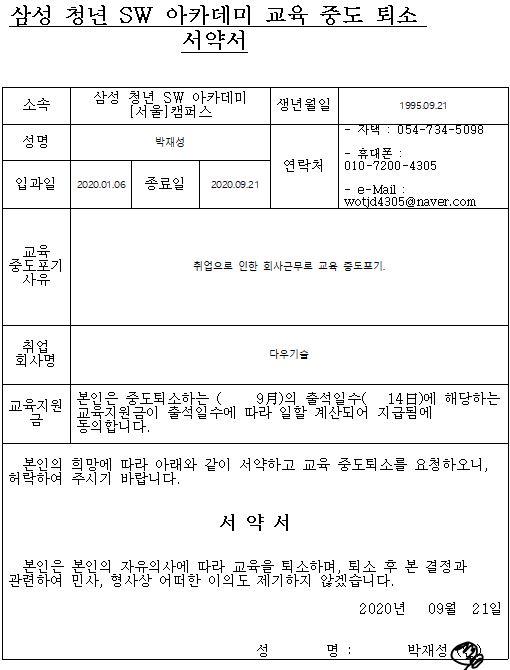 삼성 청년 SW 아카데미 교육 중도 퇴소
서약서
소속
삼성 청년 SW 아카데미
[서울]캠퍼스
생년월일
1995.09.21
성명
박재성
연락처
- 자택 : 054-734-5098
- 휴대폰 :
010-7200-4305
- e-Mail :
wotjd4305@naver.com
입과일
2020.01.06
종료일
2020.09.21
교육
중도포기
사유
취업으로 인한 회사근무로 교육 중도포기.
취업
회사명
다우기술
교육지원
금
본인은 중도퇴소하는 ( 9月)의 출석일수( 14日)에 해당하는
교육지원금이 출석일수에 따라 일할 계산되어 지급됨에
동의합니다.
본인의 희망에 따라 아래와 같이 서약하고 교육 중도퇴소를 요청하오니,
허락하여 주시기 바랍니다.
서 약 서
본인은 본인의 자유의사에 따라 교육을 퇴소하며, 퇴소 후 본 결정과
관련하여 민사, 형사상 어떠한 이의도 제기하지 않겠습니다.
2020년 09월 21일
성 명 : 박재성